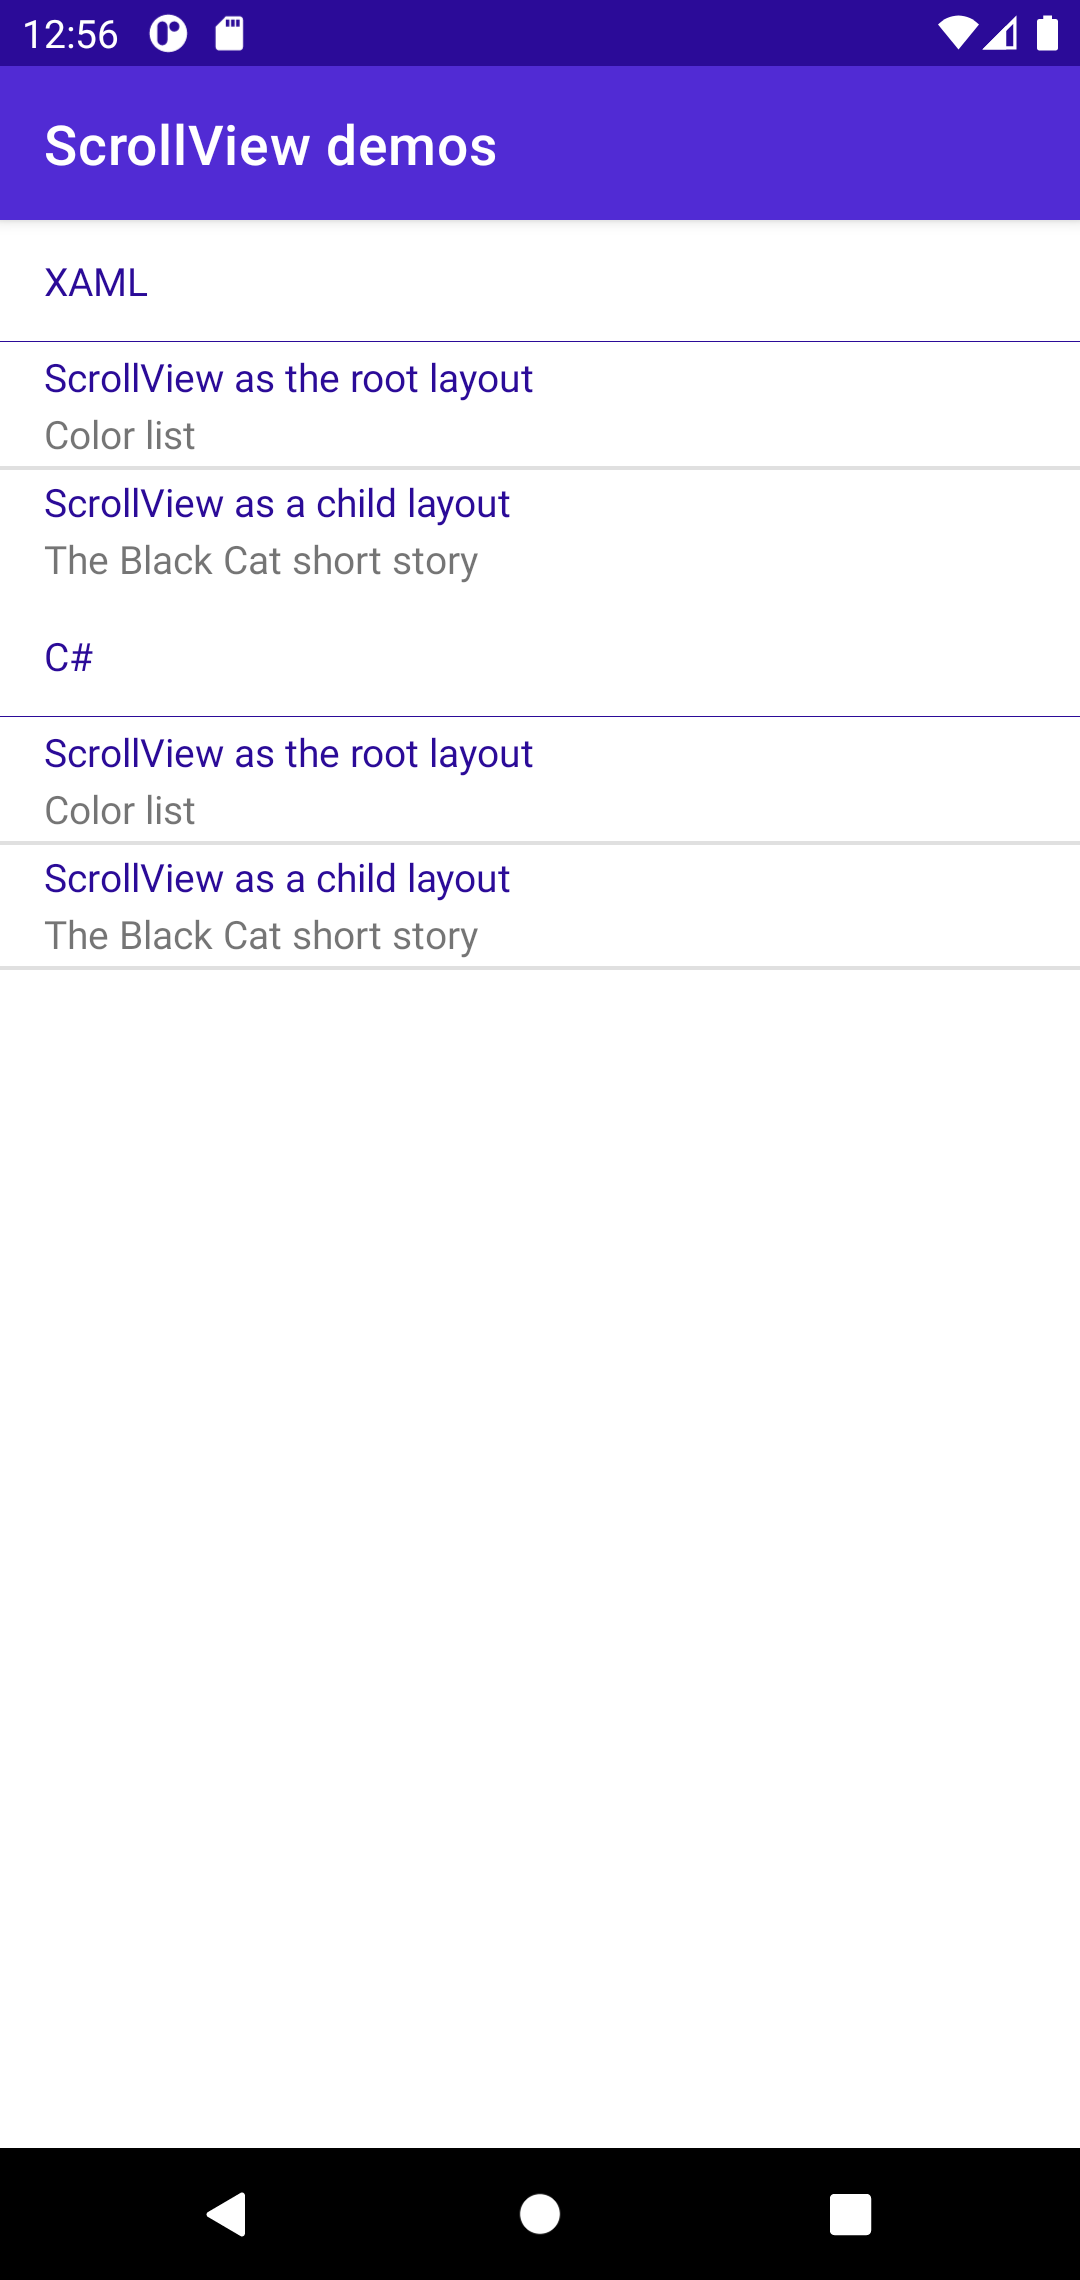 12:56
ScrollView demos
XAML
ScrollView as the root layout
Color list
ScrollView as a child layout
The Black Cat short story
C#
ScrollView as the root layout
Color list
ScrollView as a child layout
The Black Cat short story